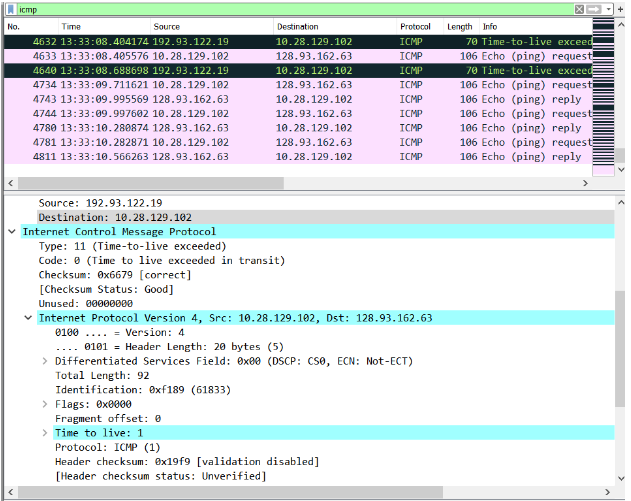 icmp
No. Time Source Destination Protocol Length Info
4632 13:33:08.404174 192.93.122.19 10.28.129.102 ICMP 70 Time-to-live exceed
4633 13:33:08.405576 10.28.129.102 128.93.162.63 ICMP 106 Echo (ping) request
4640 13:33:08.688698 192.93.122.19 10.28.129.102 ICMP 70 Time-to-live exceed
4734 13:33:09.711621 10.28.129.102 128.93.162.63 ICMP 106 Echo (ping) request
4743 13:33:09.995569 128.93.162.63 10.28.129.102 ICMP 106 Echo (ping) reply
4744 13:33:09.997602 10.28.129.102 128.93.162.63 ICMP 106 Echo (ping) request
4780 13:33:10.280874 128.93.162.63 10.28.129.102 ICMP 106 Echo (ping) reply
4781 13:33:10.282871 10.28.129.102 128.93.162.63 ICMP 106 Echo (ping) request
4811 13:33:10.566263 128.93.162.63 10.28.129.102 ICMP 106 Echo (ping) reply
Source: 192.93.122.19
Destination: 10.28.129.102
Internet Control Message Protocol
Type: 11 (Time-to-live exceeded)
Code: 0 (Time to live exceeded in transit)
Checksum: 0x6679 [correct]
[Checksum Status: Good]
Unused: 00000000
Internet Protocol Version 4, Src: 10.28.129.102, Dst: 128.93.162.63
0100 .... = Version: 4
.... 0101 = Header Length: 20 bytes (5)
Differentiated Services Field: 0x00 (DSCP: CS0, ECN: Not-ECT)
Total Length: 92
Identification: 0xf189 (61833)
Flags: 0x0000
Fragment offset: 0
Time to live: 1
Protocol: ICMP (1)
Header checksum: 0x19f9 [validation disabled]
[Header checksum status: Unverified]